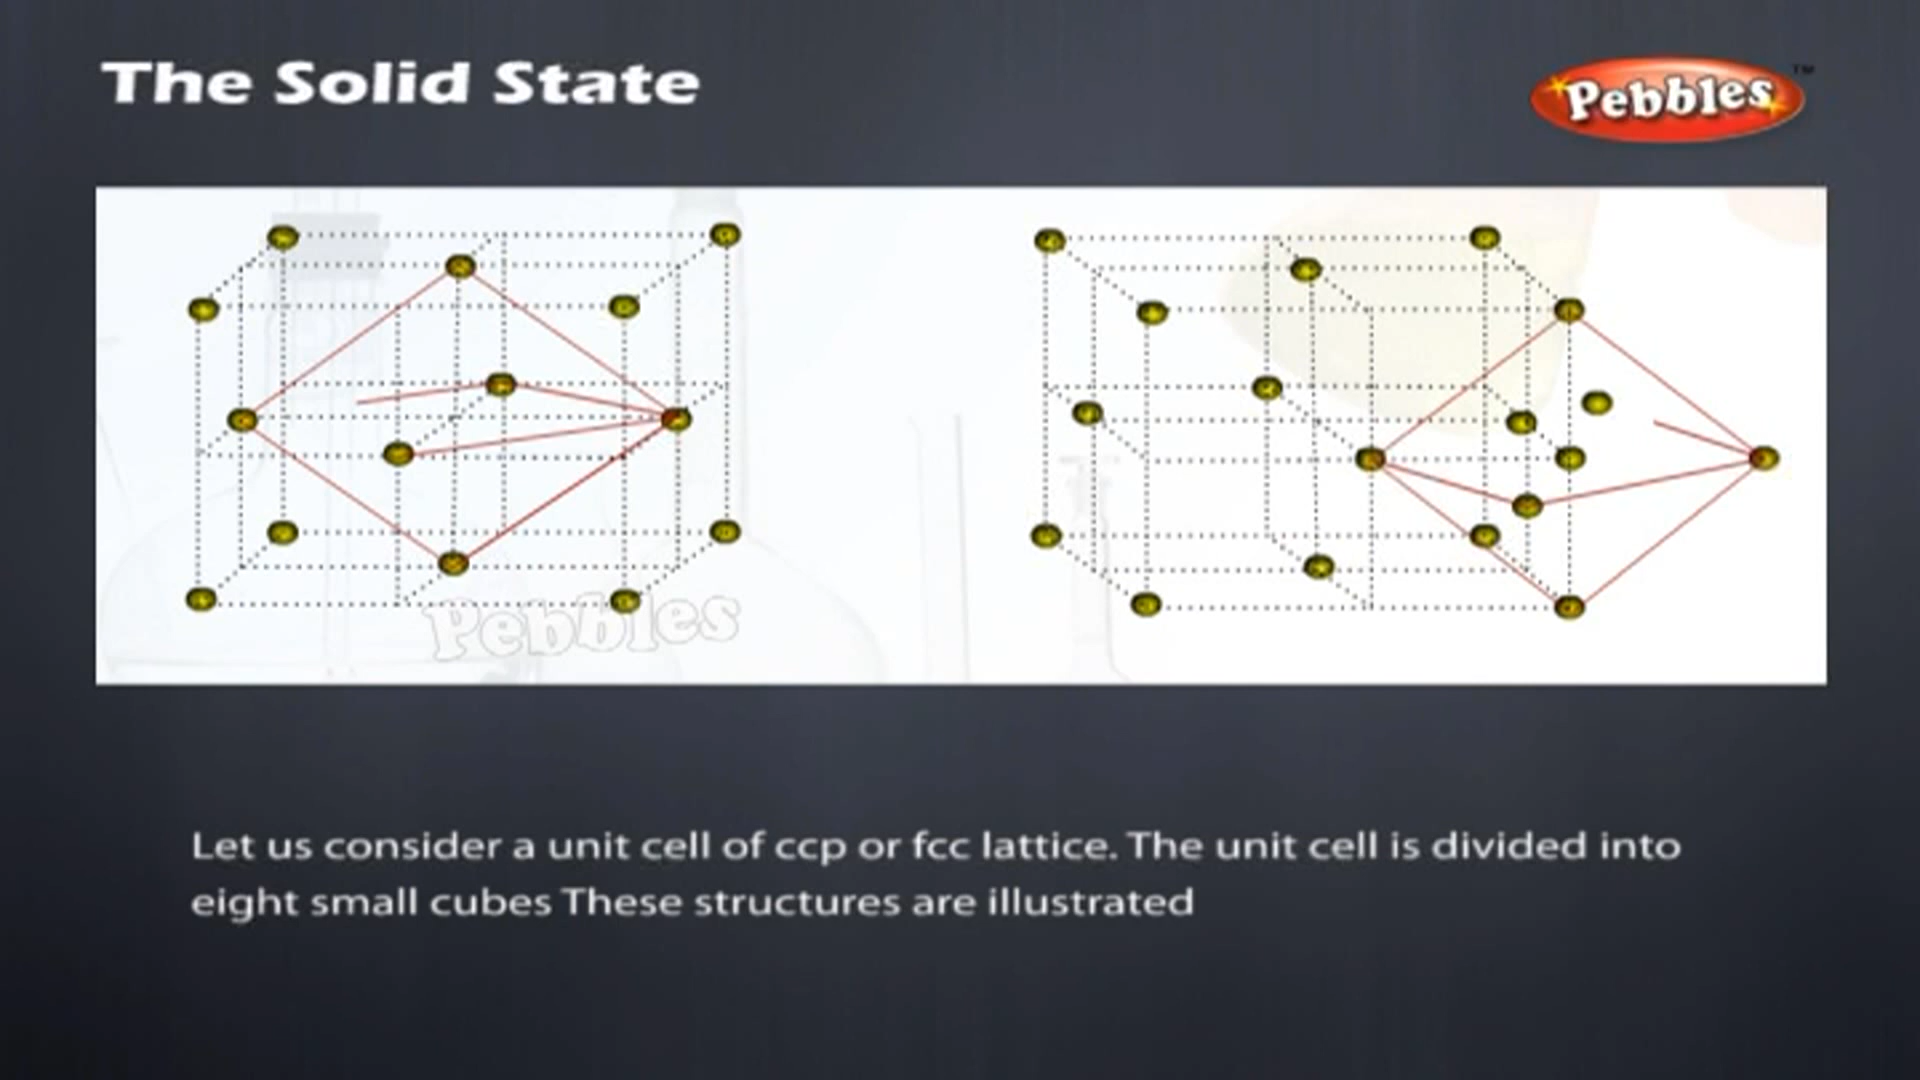 The Solid State
Pebbles™
Pebbles
Let us consider a unit cell of ccp or fcc lattice. The unit cell is divided into
eight small cubes These structures are illustrated